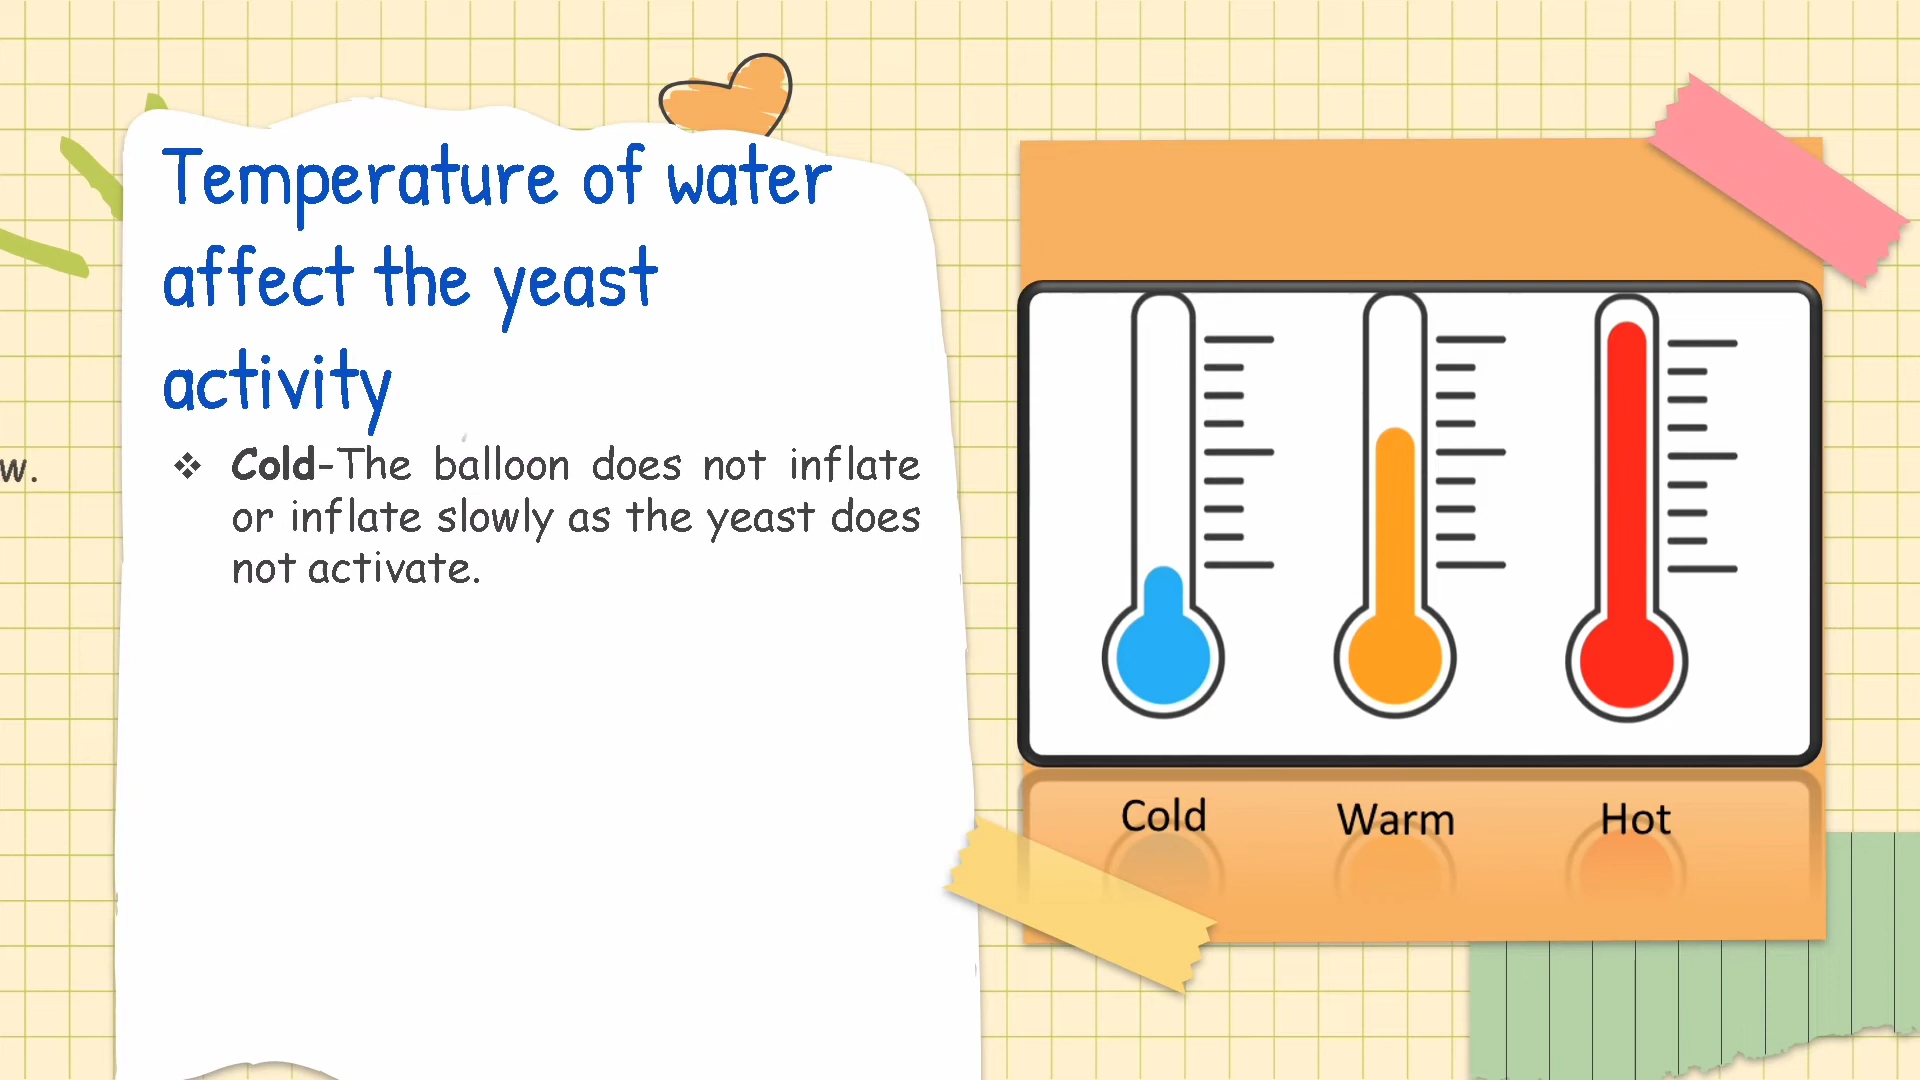 Temperature of water
affect the yeast
activity
❖ Cold-The balloon does not inflate
or inflate slowly as the yeast does
not activate.
w.
Cold Warm Hot